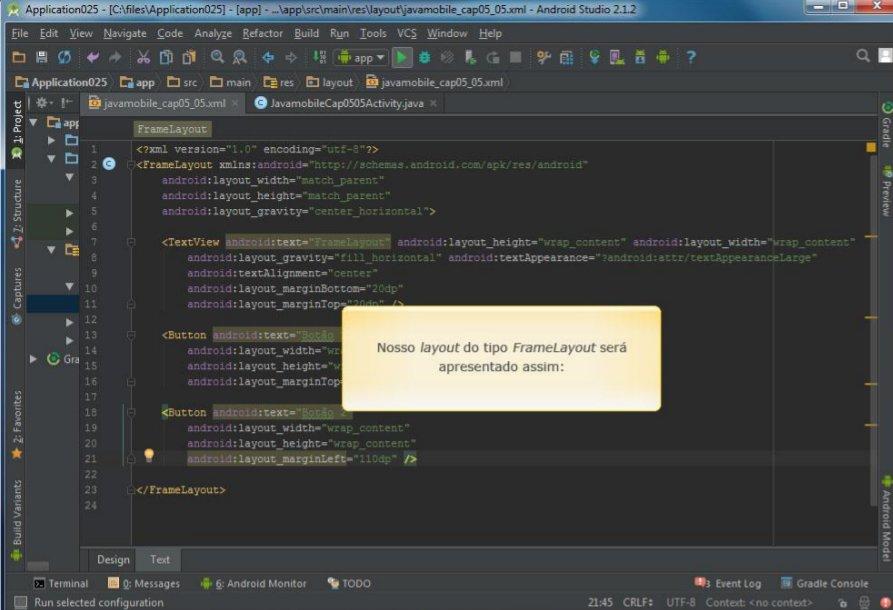 Application025 - [C:\files\Application025] - [app] - ...\app\src\main\res\layout\javamobile_cap05_05.xml - Android Studio 2.1.2
File Edit View Navigate Code Analyze Refactor Build Run Tools VCS Window Help
app
Application025 app src main res layout javamobile_cap05_05.xml
javamobile_cap05_05.xml JavamobileCap0505Activity.java
1: Project
7: Structure
Captures
2: Favorites
Build Variants
Gradle
Preview
Android Model
app
Gra
FrameLayout
1 <?xml version="1.0" encoding="utf-8"?>
2 <FrameLayout xmlns:android="http://schemas.android.com/apk/res/android"
3 android:layout_width="match_parent"
4 android:layout_height="match_parent"
5 android:layout_gravity="center_horizontal">
6
7 <TextView android:text="FrameLayout" android:layout_height="wrap_content" android:layout_width="wrap_content"
8 android:layout_gravity="fill_horizontal" android:textAppearance="?android:attr/textAppearanceLarge"
9 android:textAlignment="center"
10 android:layout_marginBottom="20dp"
11 android:layout_marginTop="20dp" />
12
13 <Button android:text="Botão
14 android:layout_width="wr
15 android:layout_height="w
16 android:layout_marginTop=
17
18 <Button android:text="Botão 2"
19 android:layout_width="wrap_content"
20 android:layout_height="wrap_content"
21 android:layout_marginLeft="110dp" />
22
23 </FrameLayout>
24
Nosso layout do tipo FrameLayout será
apresentado assim:
Design Text
Terminal 0: Messages 6: Android Monitor TODO 3 Event Log Gradle Console
Run selected configuration 21:45 CRLF UTF-8 Context: <no context>